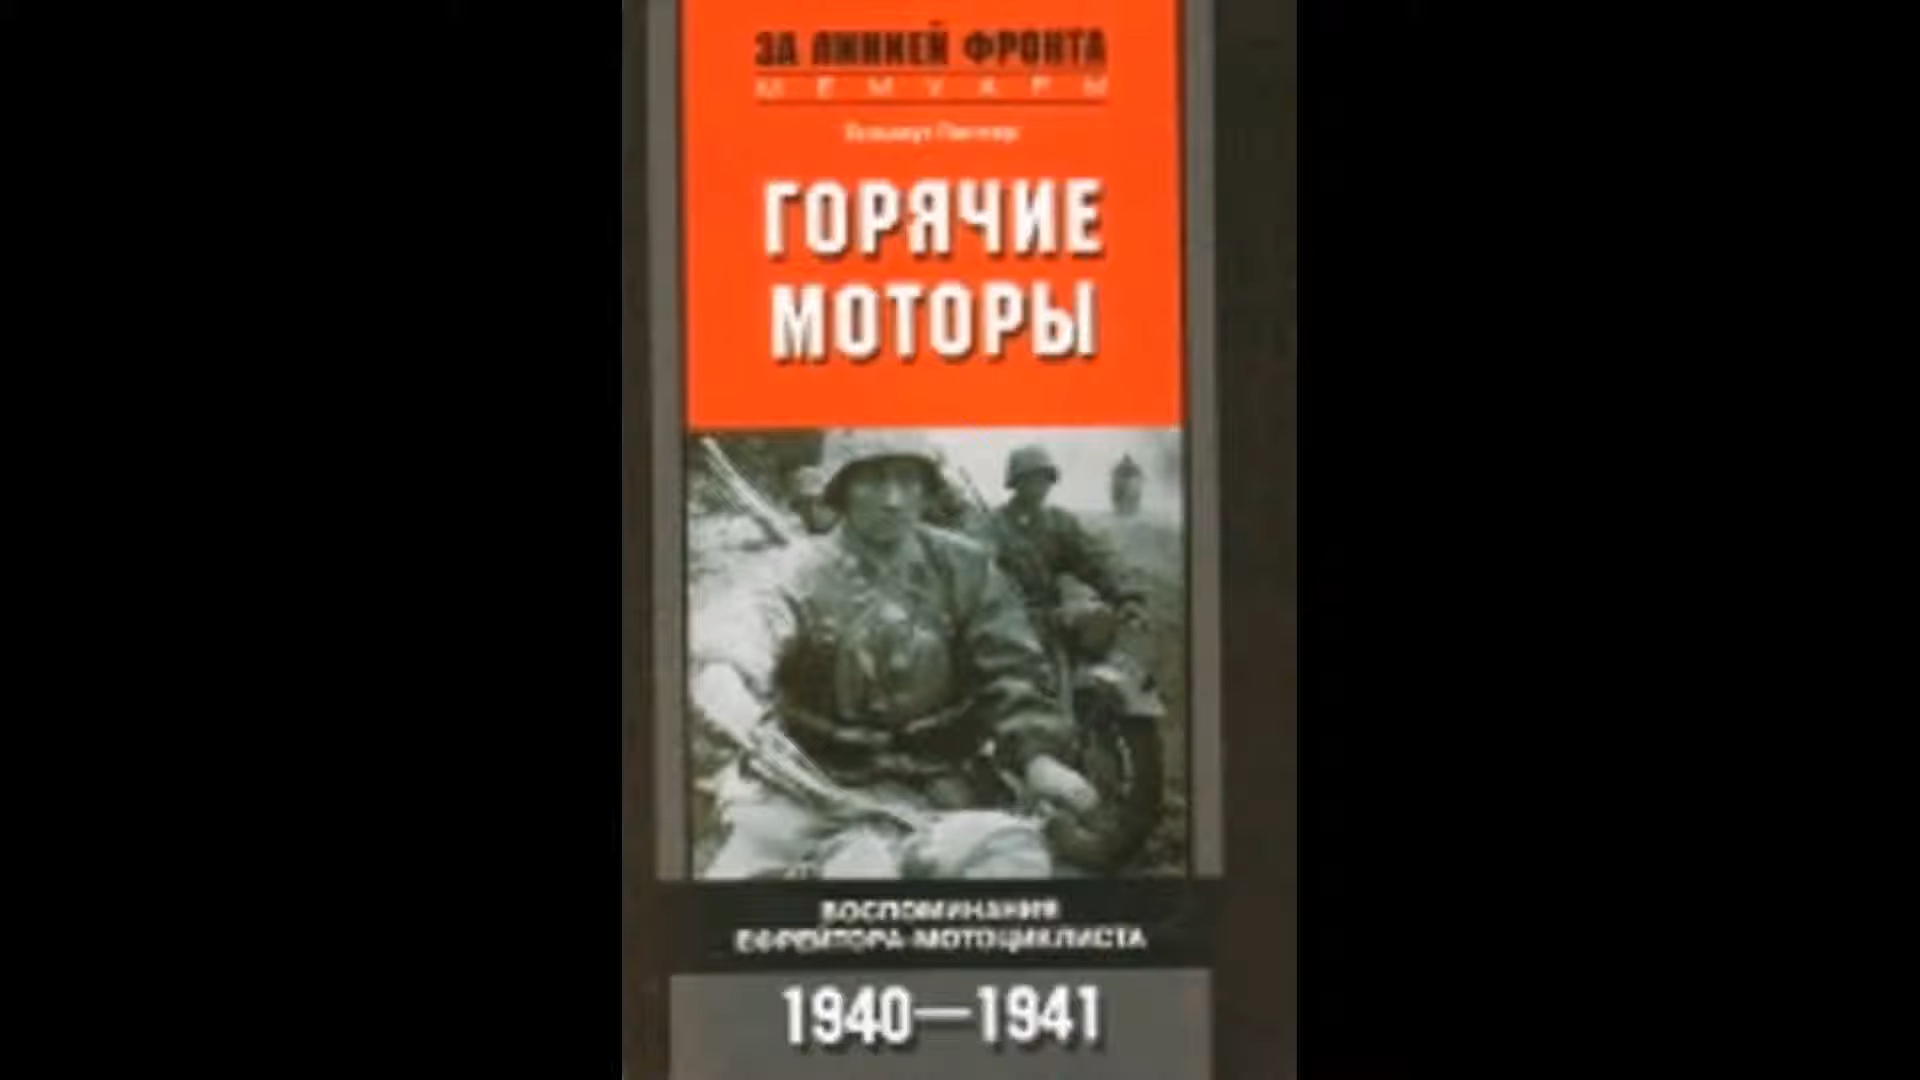 ЗА ЛИНИЕЙ ФРОНТА
МЕМУАРЫ
ГОРЯЧИЕ
МОТОРЫ
ВОСПОМИНАНИЯ
ЕФРЕЙТОРА-МОТОЦИКЛИСТА
1940—1941